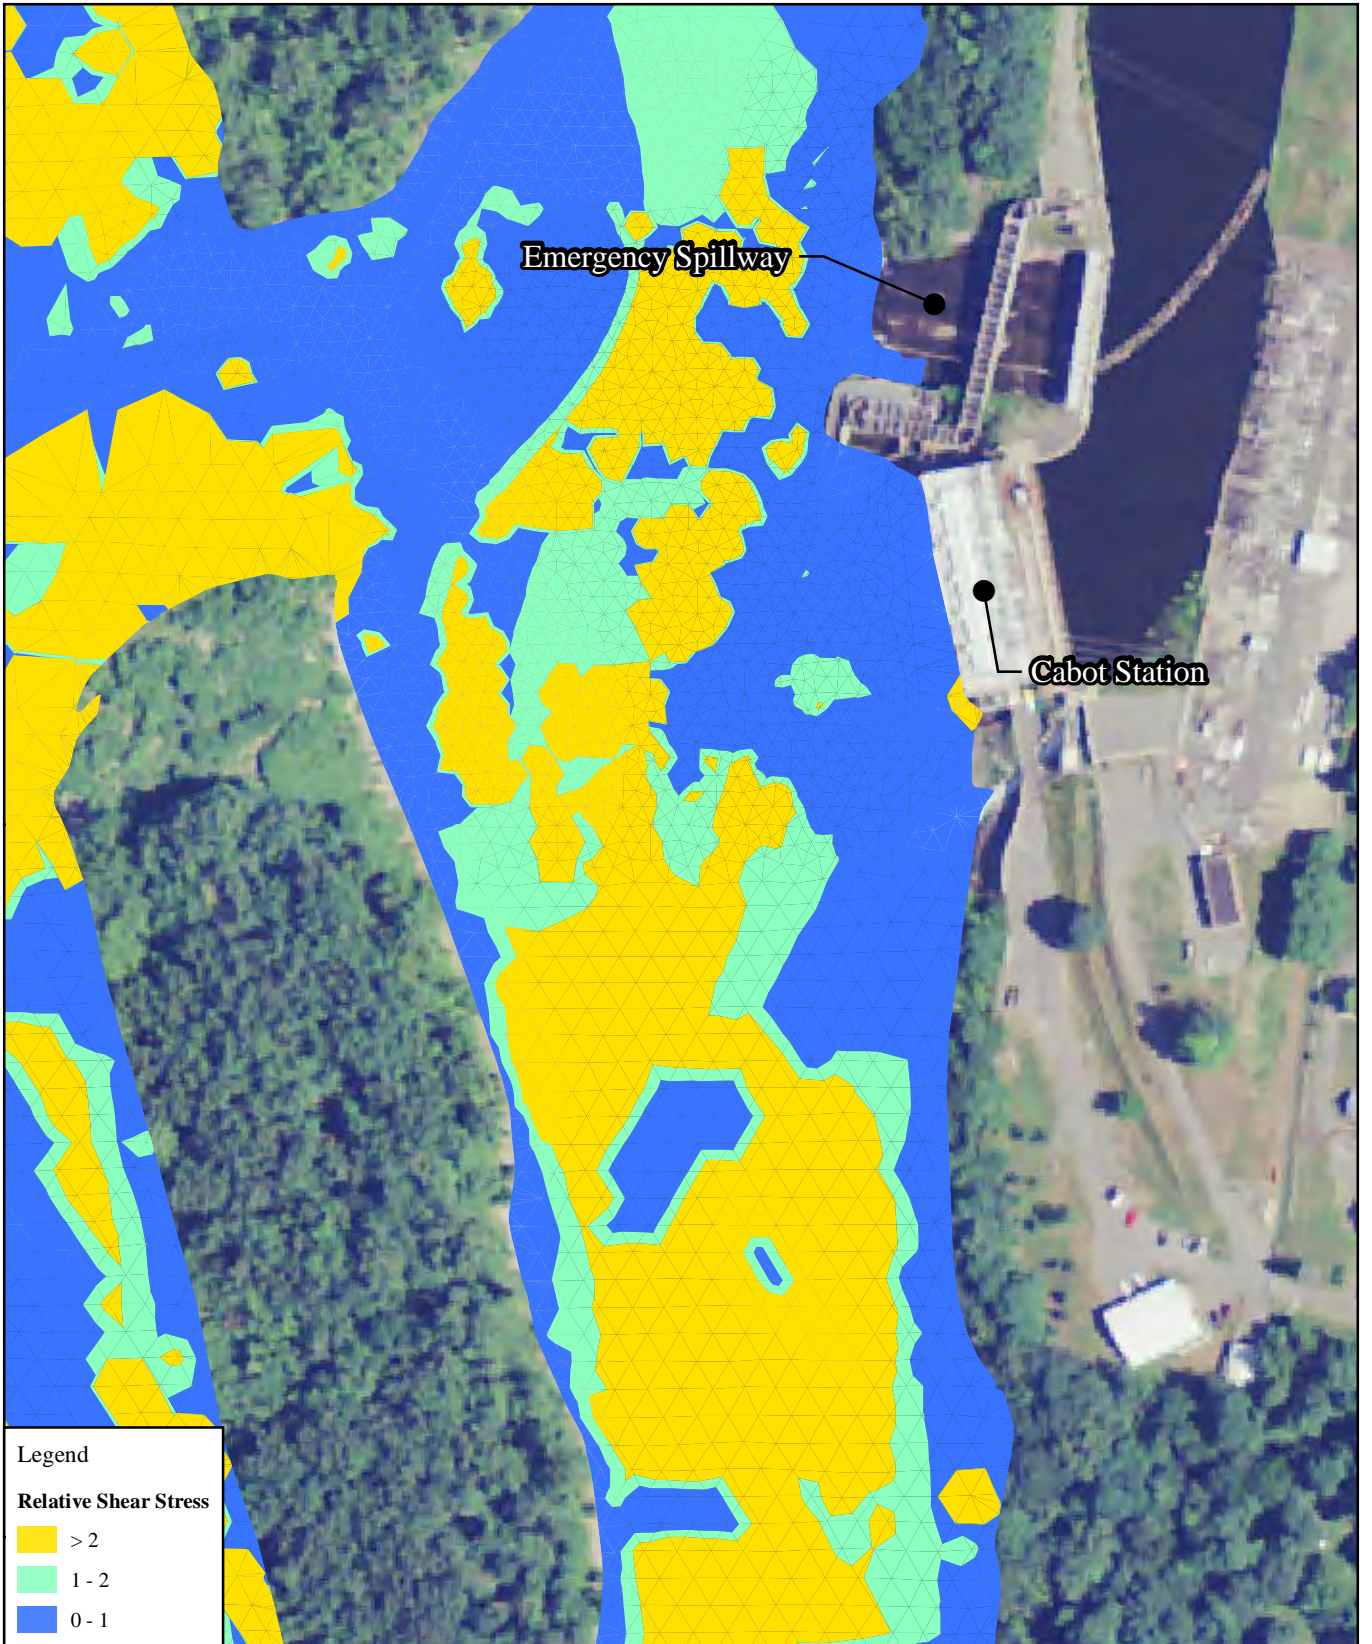 Emergency Spillway
Cabot Station
Legend
Relative Shear Stress
> 2
1 - 2
0 - 1